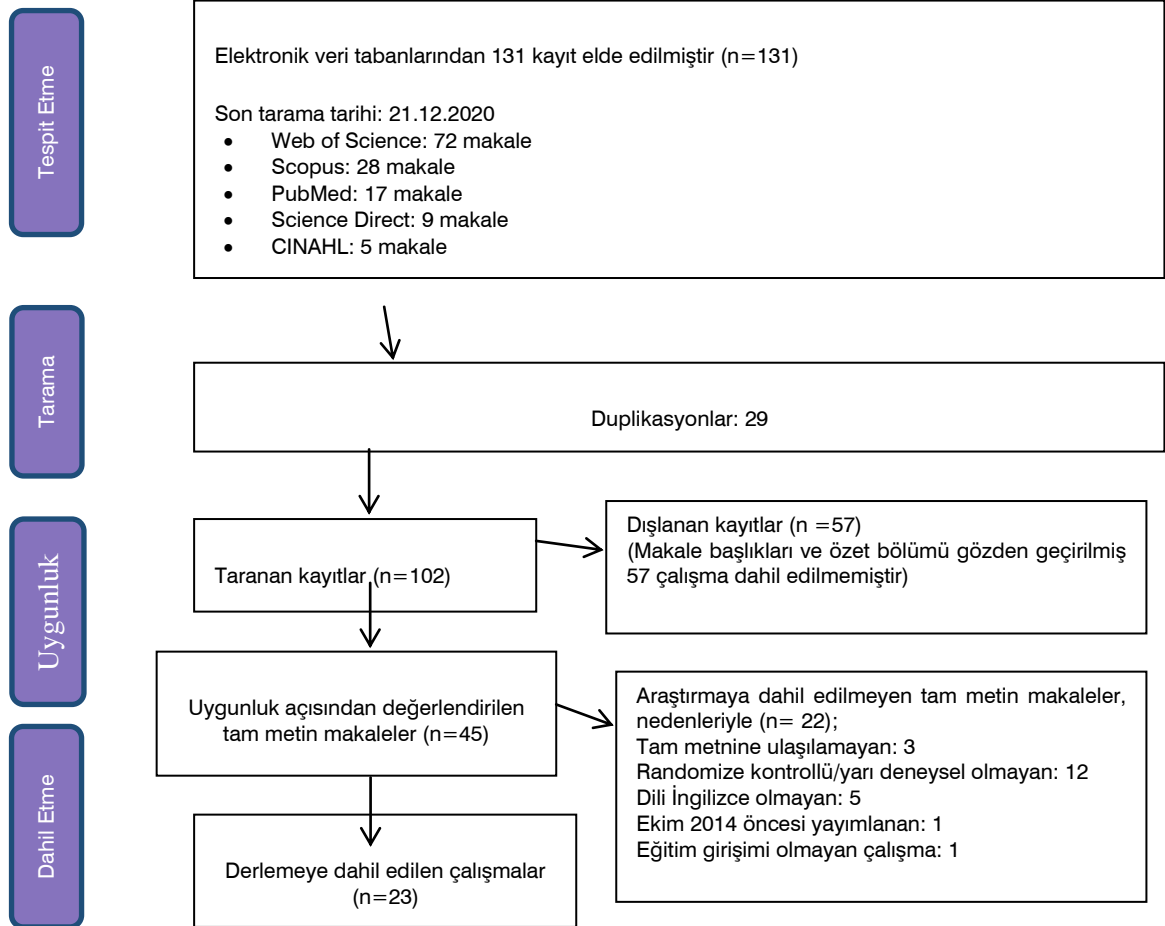 Tespit Etme
Elektronik veri tabanlarından 131 kayıt elde edilmiştir (n=131)
Son tarama tarihi: 21.12.2020
• Web of Science: 72 makale
• Scopus: 28 makale
• PubMed: 17 makale
• Science Direct: 9 makale
• CINAHL: 5 makale
Tarama
Duplikasyonlar: 29
Uygunluk
Taranan kayıtlar (n=102)
Dışlanan kayıtlar (n =57)
(Makale başlıkları ve özet bölümü gözden geçirilmiş
57 çalışma dahil edilmemiştir)
Uygunluk açısından değerlendirilen
tam metin makaleler (n=45)
Araştırmaya dahil edilmeyen tam metin makaleler,
nedenleriyle (n= 22);
Tam metnine ulaşılamayan: 3
Randomize kontrollü/yarı deneysel olmayan: 12
Dili İngilizce olmayan: 5
Ekim 2014 öncesi yayımlanan: 1
Eğitim girişimi olmayan çalışma: 1
Dahil Etme
Derlemeye dahil edilen çalışmalar
(n=23)